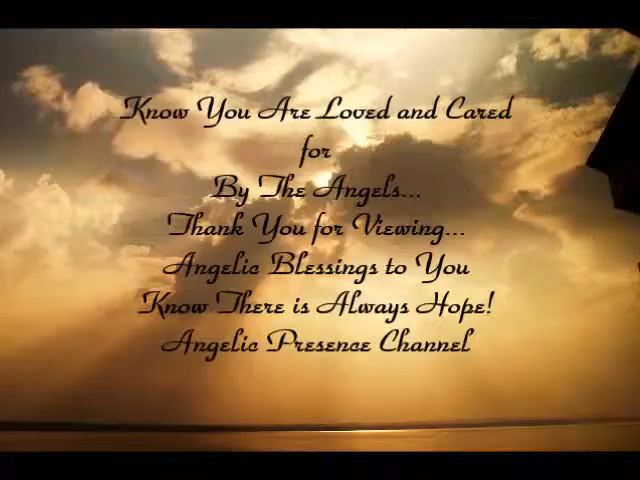 Know You Are Loved and Cared
for
By The Angels...
Thank You for Viewing...
Angelic Blessings to You
Know There is Always Hope!
Angelic Presence Channel